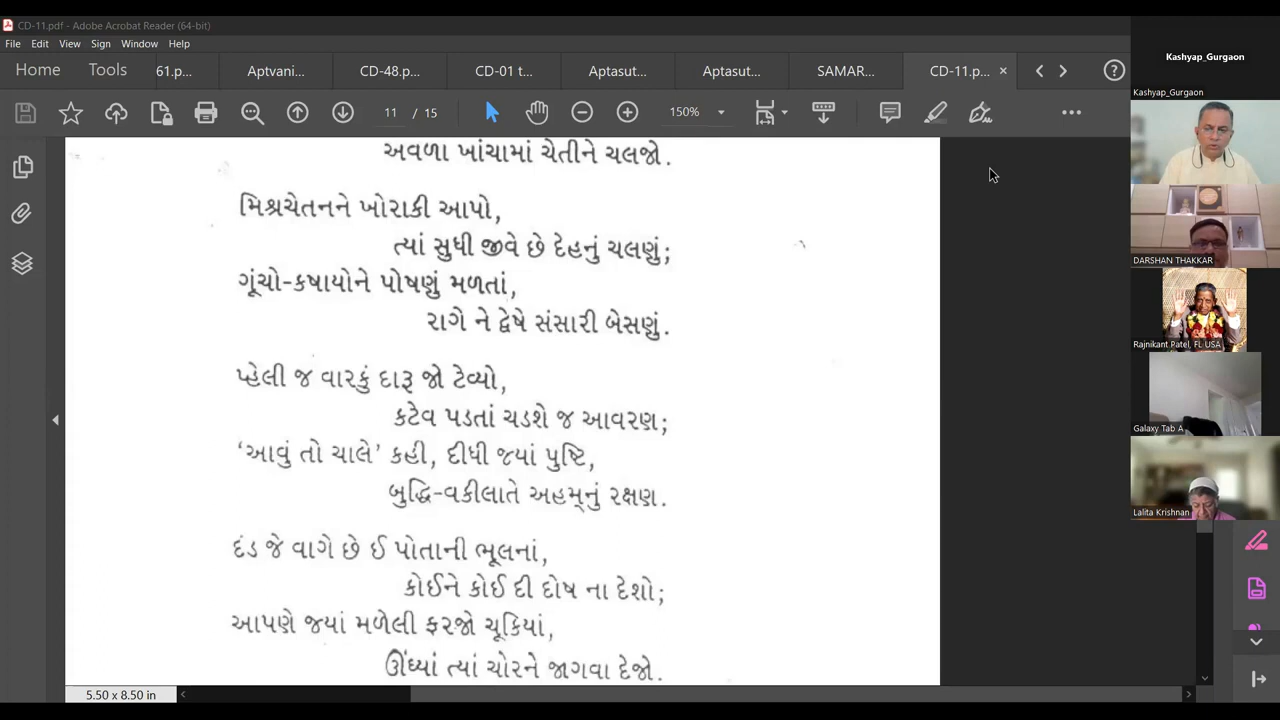 CD-11.pdf - Adobe Acrobat Reader (64-bit)
File Edit View Sign Window Help
Home Tools 61.p... Aptvani... CD-48.p... CD-01 t... Aptasut... Aptasut... SAMAR... CD-11.p... ×
11 / 15 150%
Kashyap_Gurgaon
Kashyap_Gurgaon
DARSHAN THAKKAR
Rajnikant Patel, FL USA
Galaxy Tab A
Lalita Krishnan
અવળા ખાંચામાં ચેતીને ચલજો.
મિશ્રચેતનને ખોરાકી આપો,
ત્યાં સુધી જીવે છે દેહનું ચલણું;
ગૂંચો-કષાયોને પોષણું મળતાં,
રાગે ને દ્વેષે સંસારી બેસણું.
પ્હેલી જ વારકું દારૂ જો ટેવ્યો,
કટેવ પડતાં ચડશે જ આવરણ;
‘આવું તો ચાલે’ કહી, દીધી જયાં પુષ્ટિ,
બુદ્ધિ-વકીલાતે અહમ્‌નું રક્ષણ.
દંડ જે વાગે છે ઈ પોતાની ભૂલનાં,
કોઈને કોઈ દી દોષ ના દેશો;
આપણે જયાં મળેલી ફરજો ચૂકિયાં,
ઊંઘ્યાં ત્યાં ચોરને જાગવા દેજો.
5.50 x 8.50 in